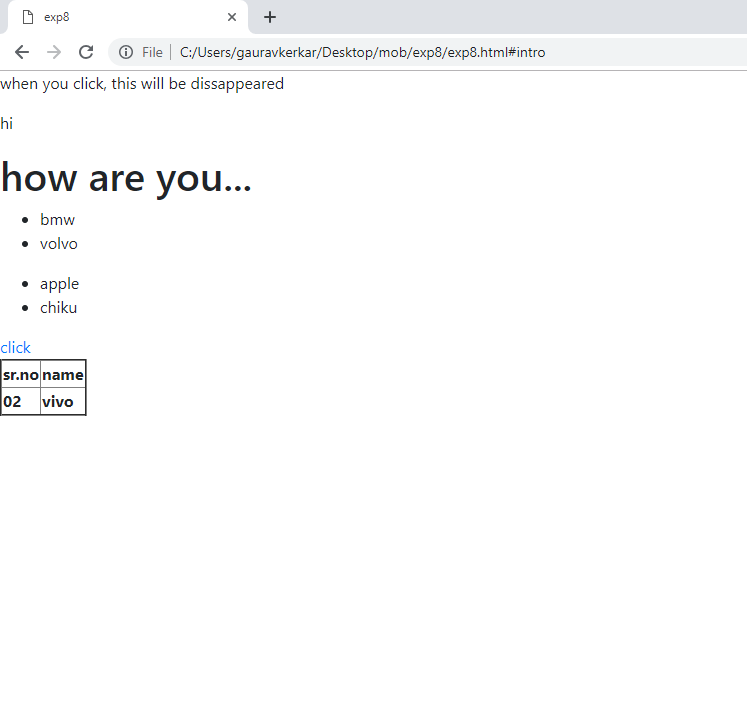 exp8
File C:/Users/gauravkerkar/Desktop/mob/exp8/exp8.html#intro
when you click, this will be dissappeared
hi
how are you...
bmw
volvo
apple
chiku
click
sr.no name
02 vivo